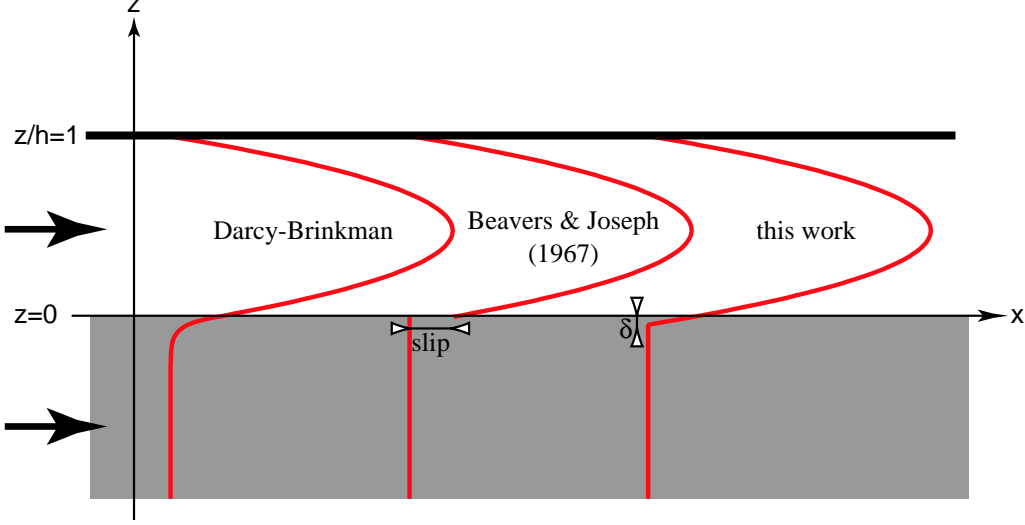 z
z/h=1
Darcy-Brinkman
Beavers & Joseph
(1967)
this work
z=0
x
slip
δ